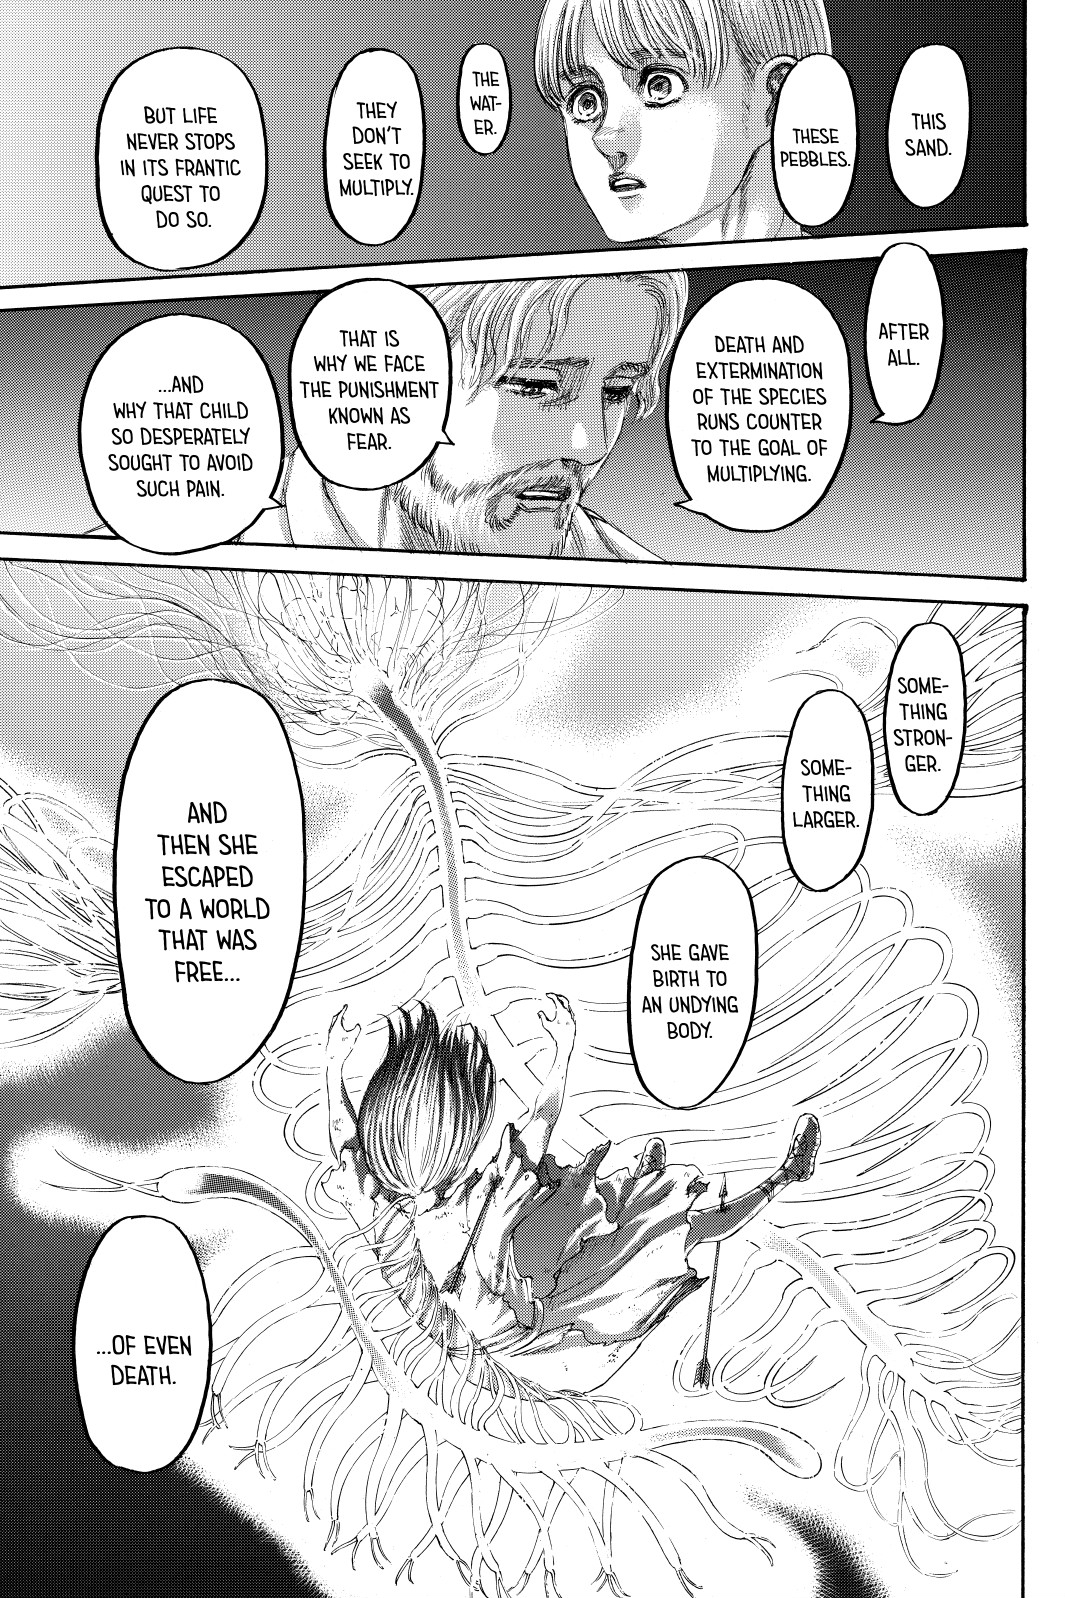 THIS
SAND.
THESE
PEBBLES.
THE
WAT-
ER.
THEY
DON'T
SEEK TO
MULTIPLY.
BUT LIFE
NEVER STOPS
IN ITS FRANTIC
QUEST TO
DO SO.
AFTER
ALL.
DEATH AND
EXTERMINATION
OF THE SPECIES
RUNS COUNTER
TO THE GOAL OF
MULTIPLYING.
THAT IS
WHY WE FACE
THE PUNISHMENT
KNOWN AS
FEAR.
...AND
WHY THAT CHILD
SO DESPERATELY
SOUGHT TO AVOID
SUCH PAIN.
SOME-
THING
STRON-
GER.
SOME-
THING
LARGER.
SHE GAVE
BIRTH TO
AN UNDYING
BODY.
AND
THEN SHE
ESCAPED
TO A WORLD
THAT WAS
FREE...
...OF EVEN
DEATH.